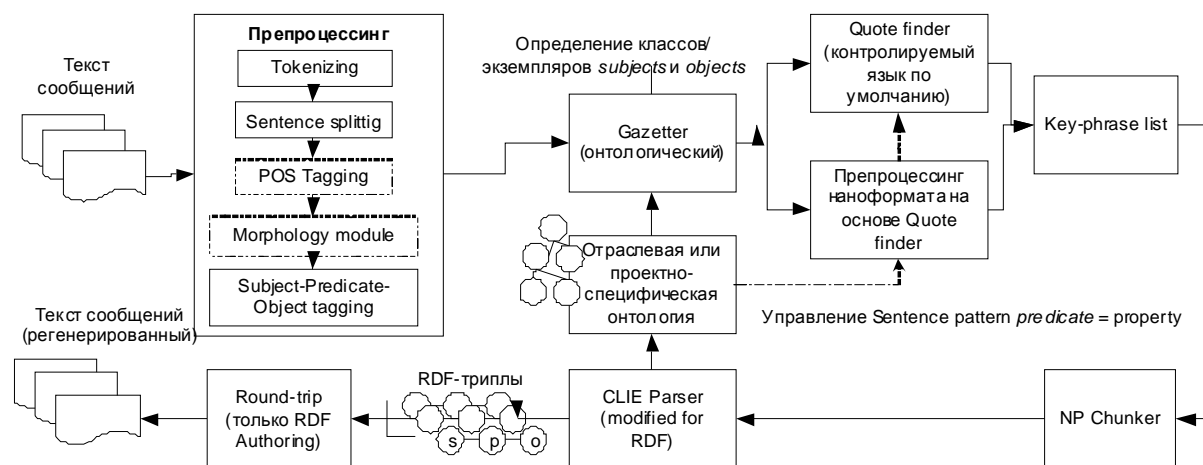 Текст
сообщений
Препроцессинг
Tokenizing
Sentence splittig
POS Tagging
Morphology module
Subject-Predicate-
Object tagging
Определение классов/
экземпляров subjects и objects
Gazetter
(онтологический)
Quote finder
(контролируемый
язык по
умолчанию)
Препроцессинг
наноформата на
основе Quote
finder
Key-phrase list
Отраслевая или
проектно-
специфическая
онтология
Управление Sentence pattern predicate = property
Текст сообщений
(регенерированный)
Round-trip
(только RDF
Authoring)
RDF-триплы
s p o
CLIE Parser
(modified for
RDF)
NP Chunker